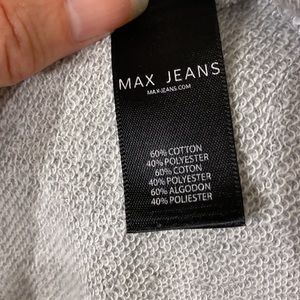 MAX JEANS
MAX-JEANS.COM
60% COTTON
40% POLYESTER
60% COTON
40% POLYESTER
60% ALGODON
40% POLIESTER